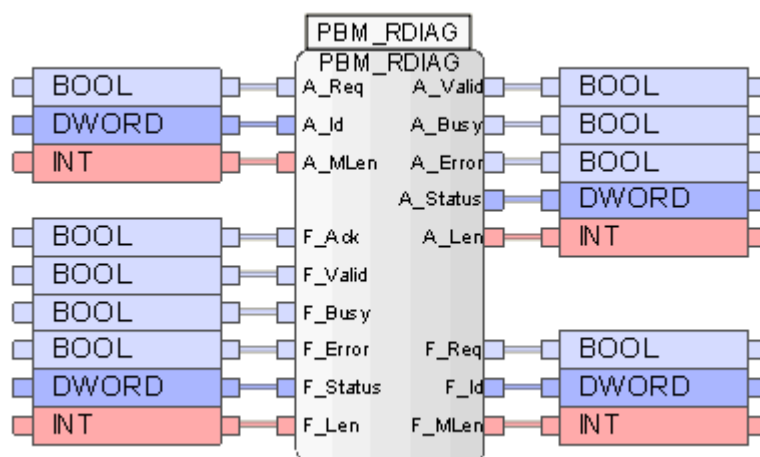 PBM_RDIAG
PBM_RDIAG
BOOL A_Req A_Valid BOOL
DWORD A_Id A_Busy BOOL
INT A_MLen A_Error BOOL
A_Status DWORD
BOOL F_Ack A_Len INT
BOOL F_Valid
BOOL F_Busy
BOOL F_Error F_Req BOOL
DWORD F_Status F_Id DWORD
INT F_Len F_MLen INT